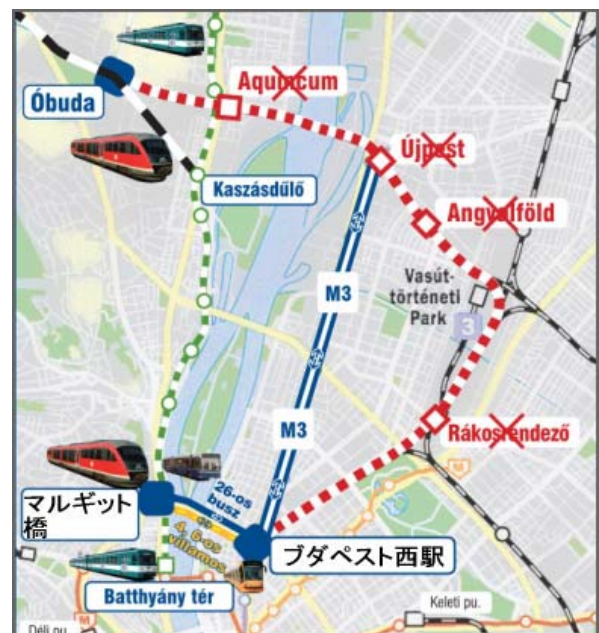 Aquincum
Óbuda
Újpest
Kaszásdűlő
Angyalföld
Vasút-
történeti
Park
M3
3
M3
Rákosrendező
マルギット
橋
26-os
busz
4, 6-os
villamos
ブダペスト西駅
Batthyány tér
Keleti pu.
Déli pu.
M
M